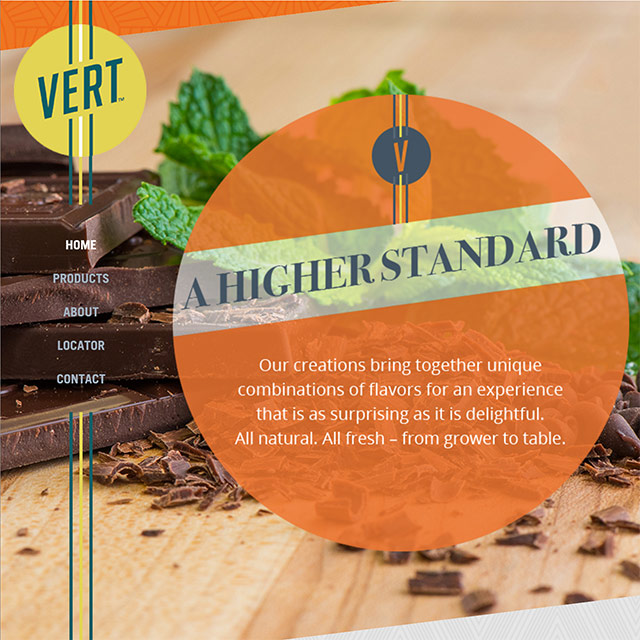 VERT™
HOME
PRODUCTS
ABOUT
LOCATOR
CONTACT
V
A HIGHER STANDARD
Our creations bring together unique
combinations of flavors for an experience
that is as surprising as it is delightful.
All natural. All fresh – from grower to table.